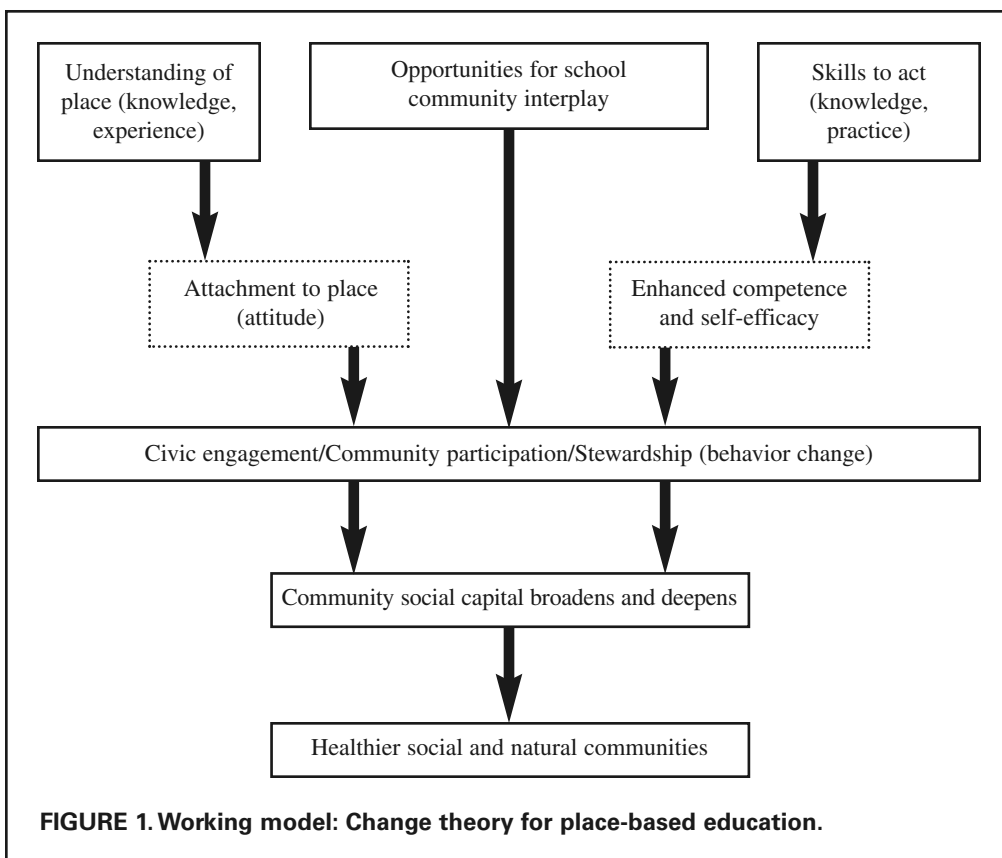 Understanding of
place (knowledge,
experience)
Opportunities for school
community interplay
Skills to act
(knowledge,
practice)
Attachment to place
(attitude)
Enhanced competence
and self-efficacy
Civic engagement/Community participation/Stewardship (behavior change)
Community social capital broadens and deepens
Healthier social and natural communities
FIGURE 1. Working model: Change theory for place-based education.